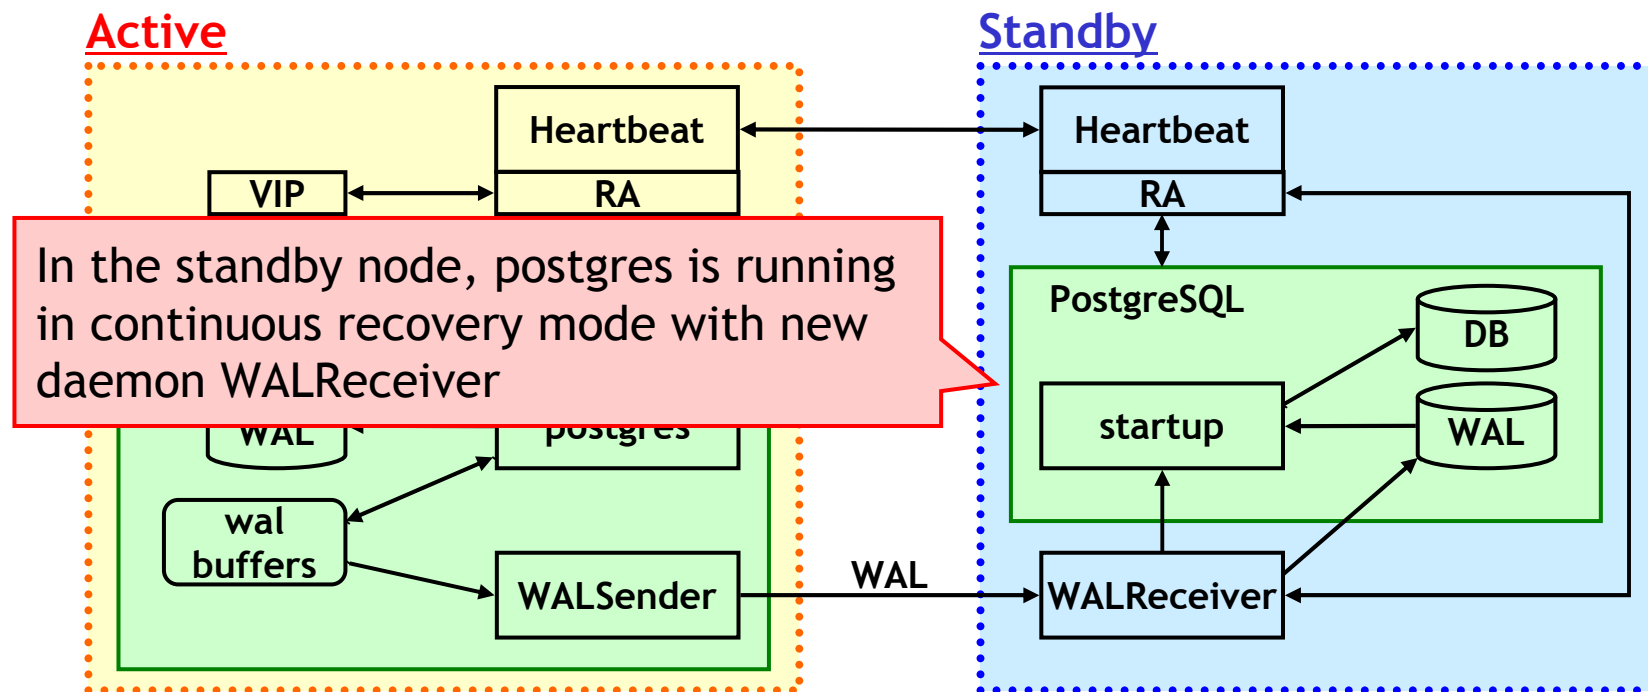 Active
Standby
Heartbeat
Heartbeat
VIP
RA
RA
In the standby node, postgres is running
in continuous recovery mode with new
daemon WALReceiver
PostgreSQL
DB
WAL
postgres
startup
WAL
wal
buffers
WALSender
WAL
WALReceiver